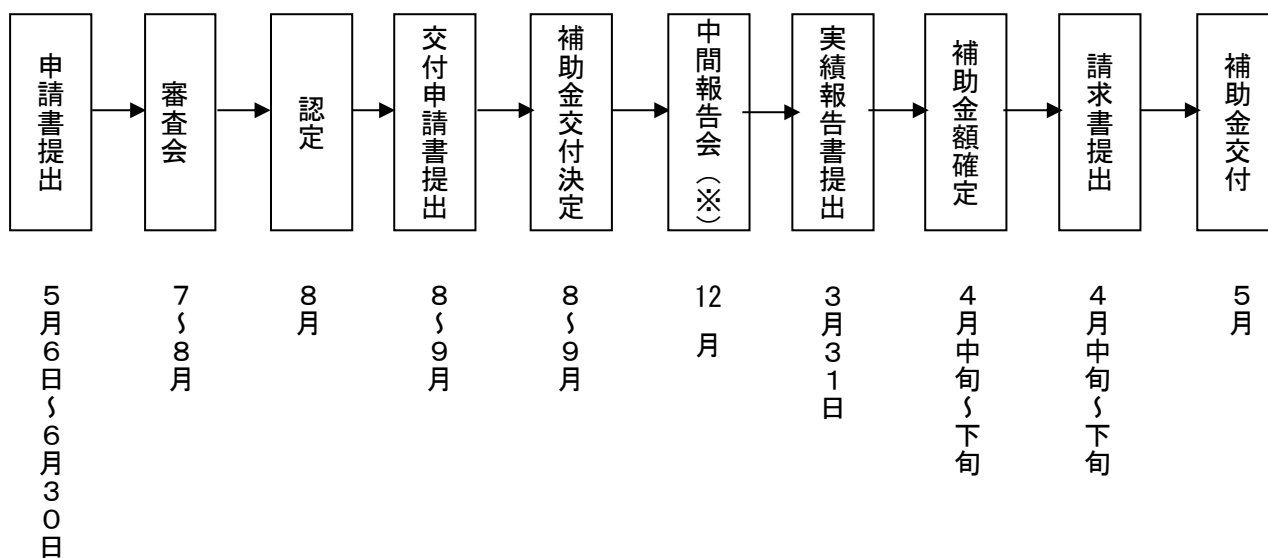 申請書提出
審査会
認定
交付申請書提出
補助金交付決定
中間報告会（※）
実績報告書提出
補助金額確定
請求書提出
補助金交付
５月６日～６月３０日
７～８月
８月
８～９月
８～９月
12月
３月３１日
４月中旬～下旬
４月中旬～下旬
５月